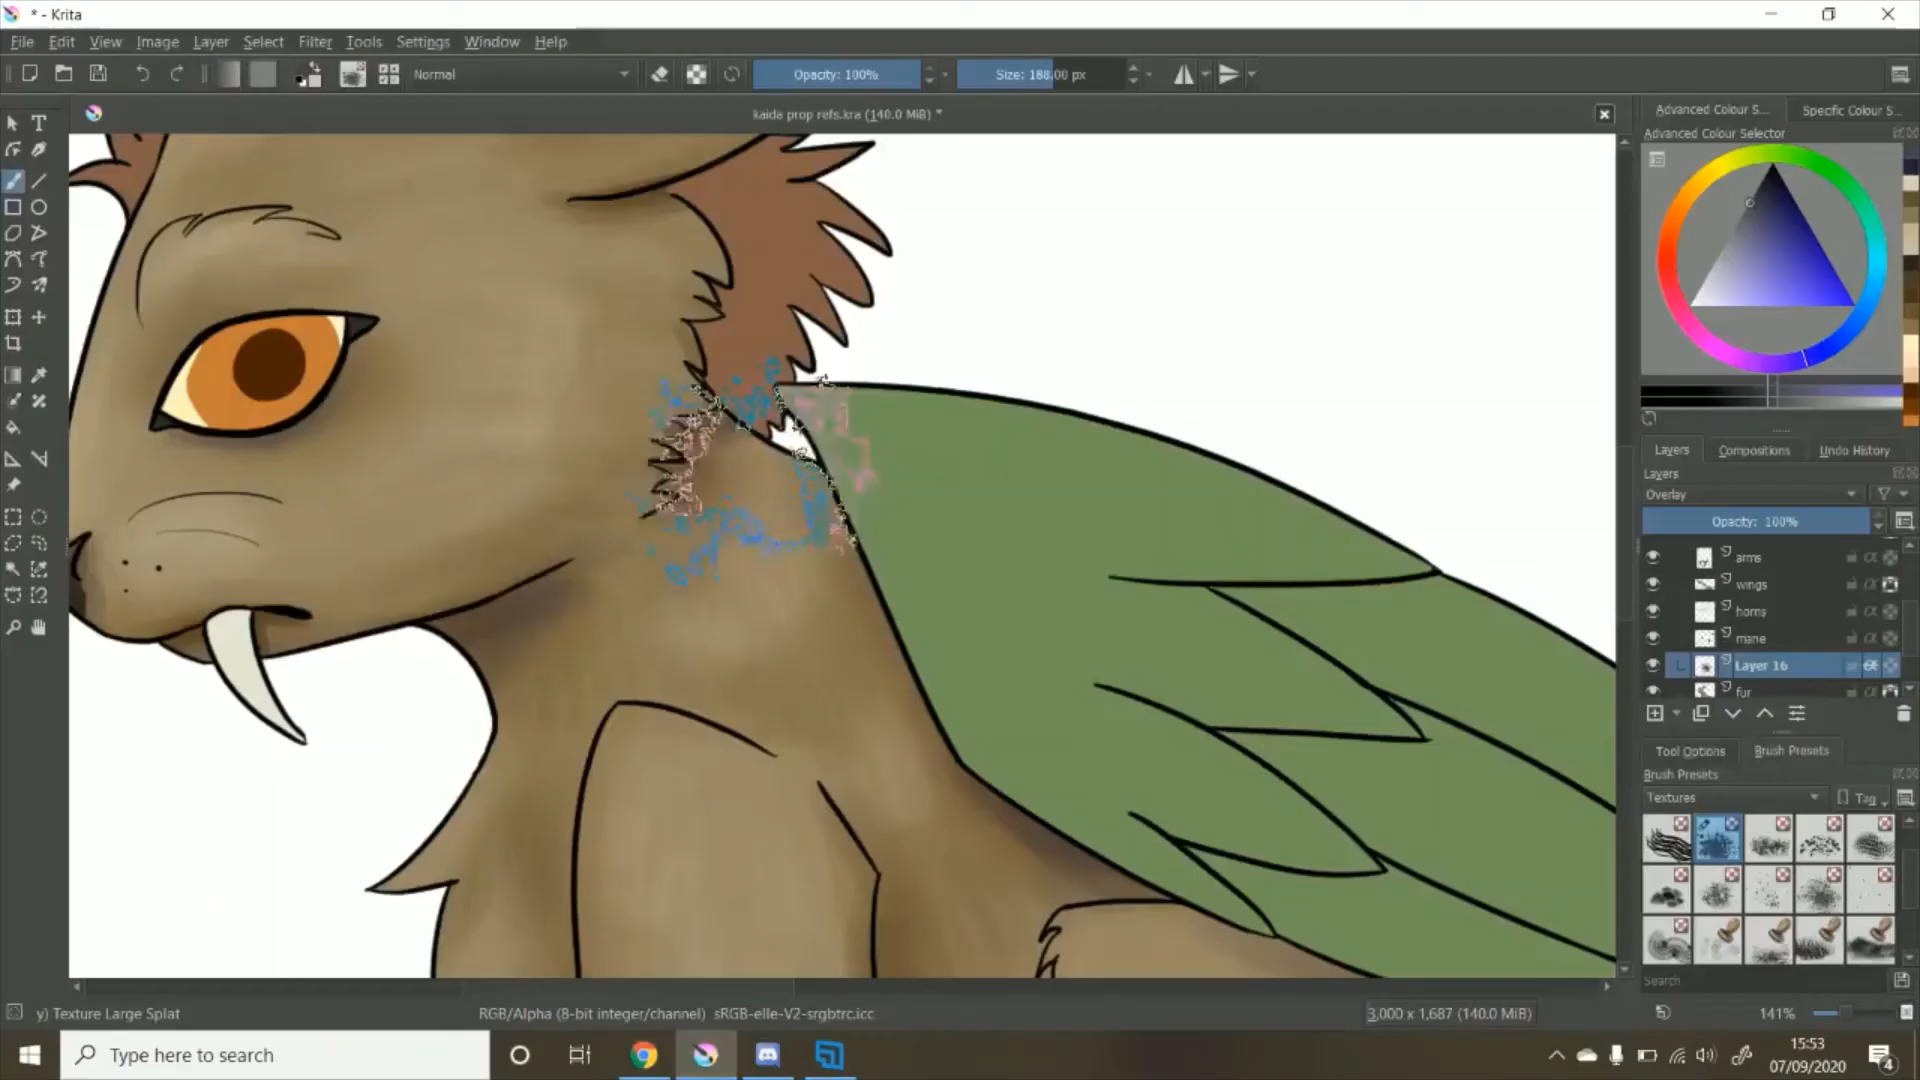 * - Krita
File Edit View Image Layer Select Filter Tools Settings Window Help
Normal Opacity: 100% Size: 188.00 px
kaida prop refs.kra (140.0 MiB) *
Advanced Colour S... Specific Colour S...
Advanced Colour Selector
Layers Compositions Undo History
Layers
Overlay
Opacity: 100%
arms
wings
horns
mane
Layer 16
fur
Tool Options Brush Presets
Brush Presets
Textures Tag
Search
y) Texture Large Splat RGB/Alpha (8-bit integer/channel) sRGB-elle-V2-srgbtrc.icc 3,000 x 1,687 (140.0 MiB) 141%
Type here to search
15:53
07/09/2020
4